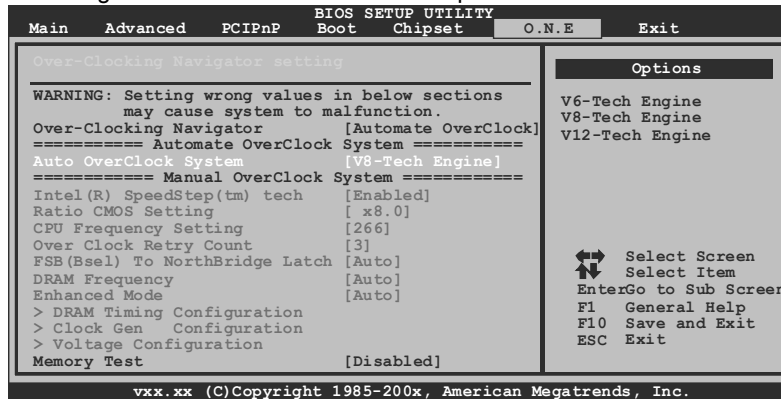 BIOS SETUP UTILITY
Main Advanced PCIPnP Boot Chipset O.N.E Exit
Over-Clocking Navigator setting
WARNING: Setting wrong values in below sections
may cause system to malfunction.
Over-Clocking Navigator [Automate OverClock]
=========== Automate OverClock System ===========
Auto OverClock System [V8-Tech Engine]
============ Manual OverClock System ============
Intel(R) SpeedStep(tm) tech [Enabled]
Ratio CMOS Setting [ x8.0]
CPU Frequency Setting [266]
Over Clock Retry Count [3]
FSB(Bsel) To NorthBridge Latch [Auto]
DRAM Frequency [Auto]
Enhanced Mode [Auto]
> DRAM Timing Configuration
> Clock Gen Configuration
> Voltage Configuration
Memory Test [Disabled]
Options
V6-Tech Engine
V8-Tech Engine
V12-Tech Engine
Select Screen
Select Item
EnterGo to Sub Screen
F1 General Help
F10 Save and Exit
ESC Exit
vxx.xx (C)Copyright 1985-200x, American Megatrends, Inc.